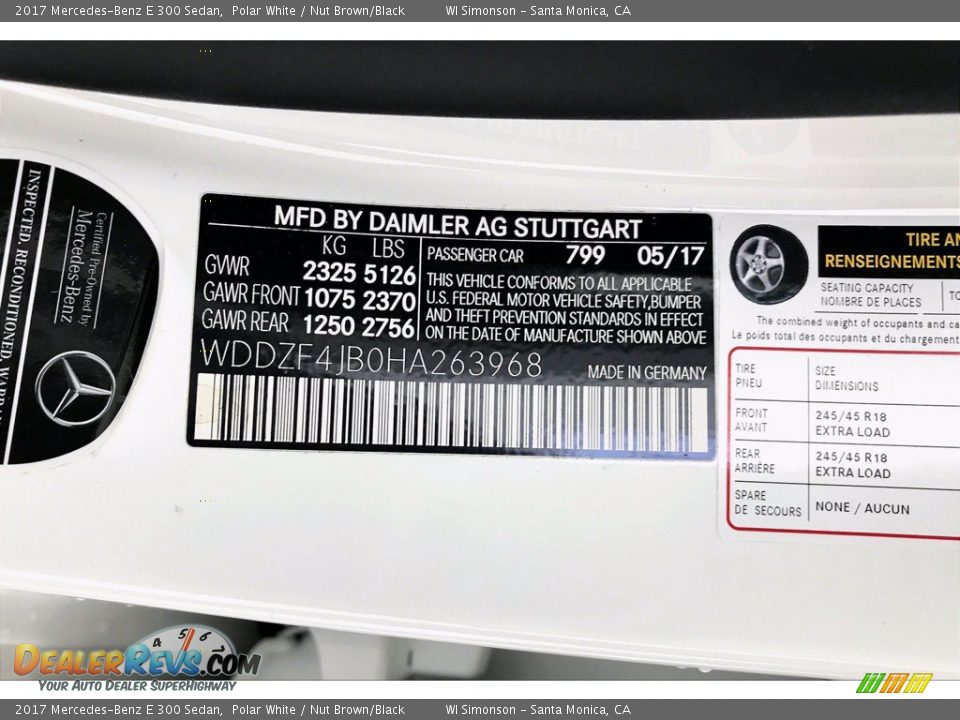 2017 Mercedes-Benz E 300 Sedan, Polar White / Nut Brown/Black WI Simonson - Santa Monica, CA
INSPECTED, RECONDITIONED,
Certified Pre-Owned by
Mercedes-Benz
MFD BY DAIMLER AG STUTTGART
KG LBS
GVWR 2325 5126
GAWR FRONT 1075 2370
GAWR REAR 1250 2756
PASSENGER CAR 799 05/17
THIS VEHICLE CONFORMS TO ALL APPLICABLE
U.S. FEDERAL MOTOR VEHICLE SAFETY,BUMPER
AND THEFT PREVENTION STANDARDS IN EFFECT
ON THE DATE OF MANUFACTURE SHOWN ABOVE
WDDZF4JB0HA263968 MADE IN GERMANY
TIRE
RENSEIGNEMENTS
SEATING CAPACITY
NOMBRE DE PLACES
The combined weight of occupants and
Le poids total des occupants et du chargement
TIRE SIZE
PNEU DIMENSIONS
FRONT 245/45 R18
AVANT EXTRA LOAD
REAR 245/45 R18
ARRIÈRE EXTRA LOAD
SPARE
DE SECOURS NONE / AUCUN
4 5 6
DEALERREVS.COM
YOUR AUTO DEALER SUPERHIGHWAY
2017 Mercedes-Benz E 300 Sedan, Polar White / Nut Brown/Black WI Simonson - Santa Monica, CA